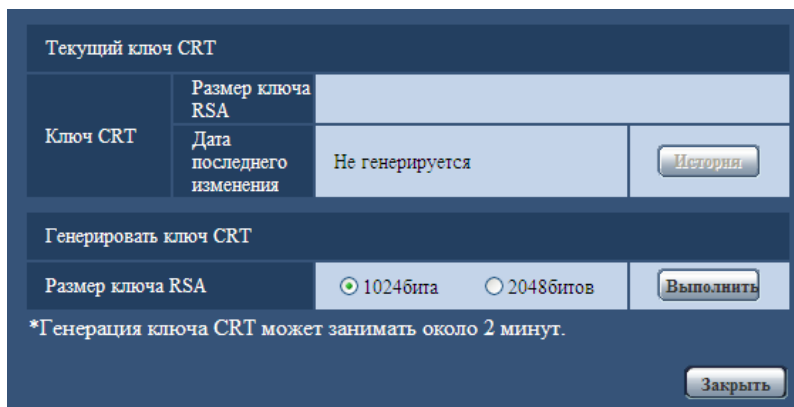 Текущий ключ CRT
Ключ CRT
Размер ключа
RSA
Дата
последнего
изменения
Не генерируется
История
Генерировать ключ CRT
Размер ключа RSA
1024бита
2048битов
Выполнить
*Генерация ключа CRT может занимать около 2 минут.
Закрыть